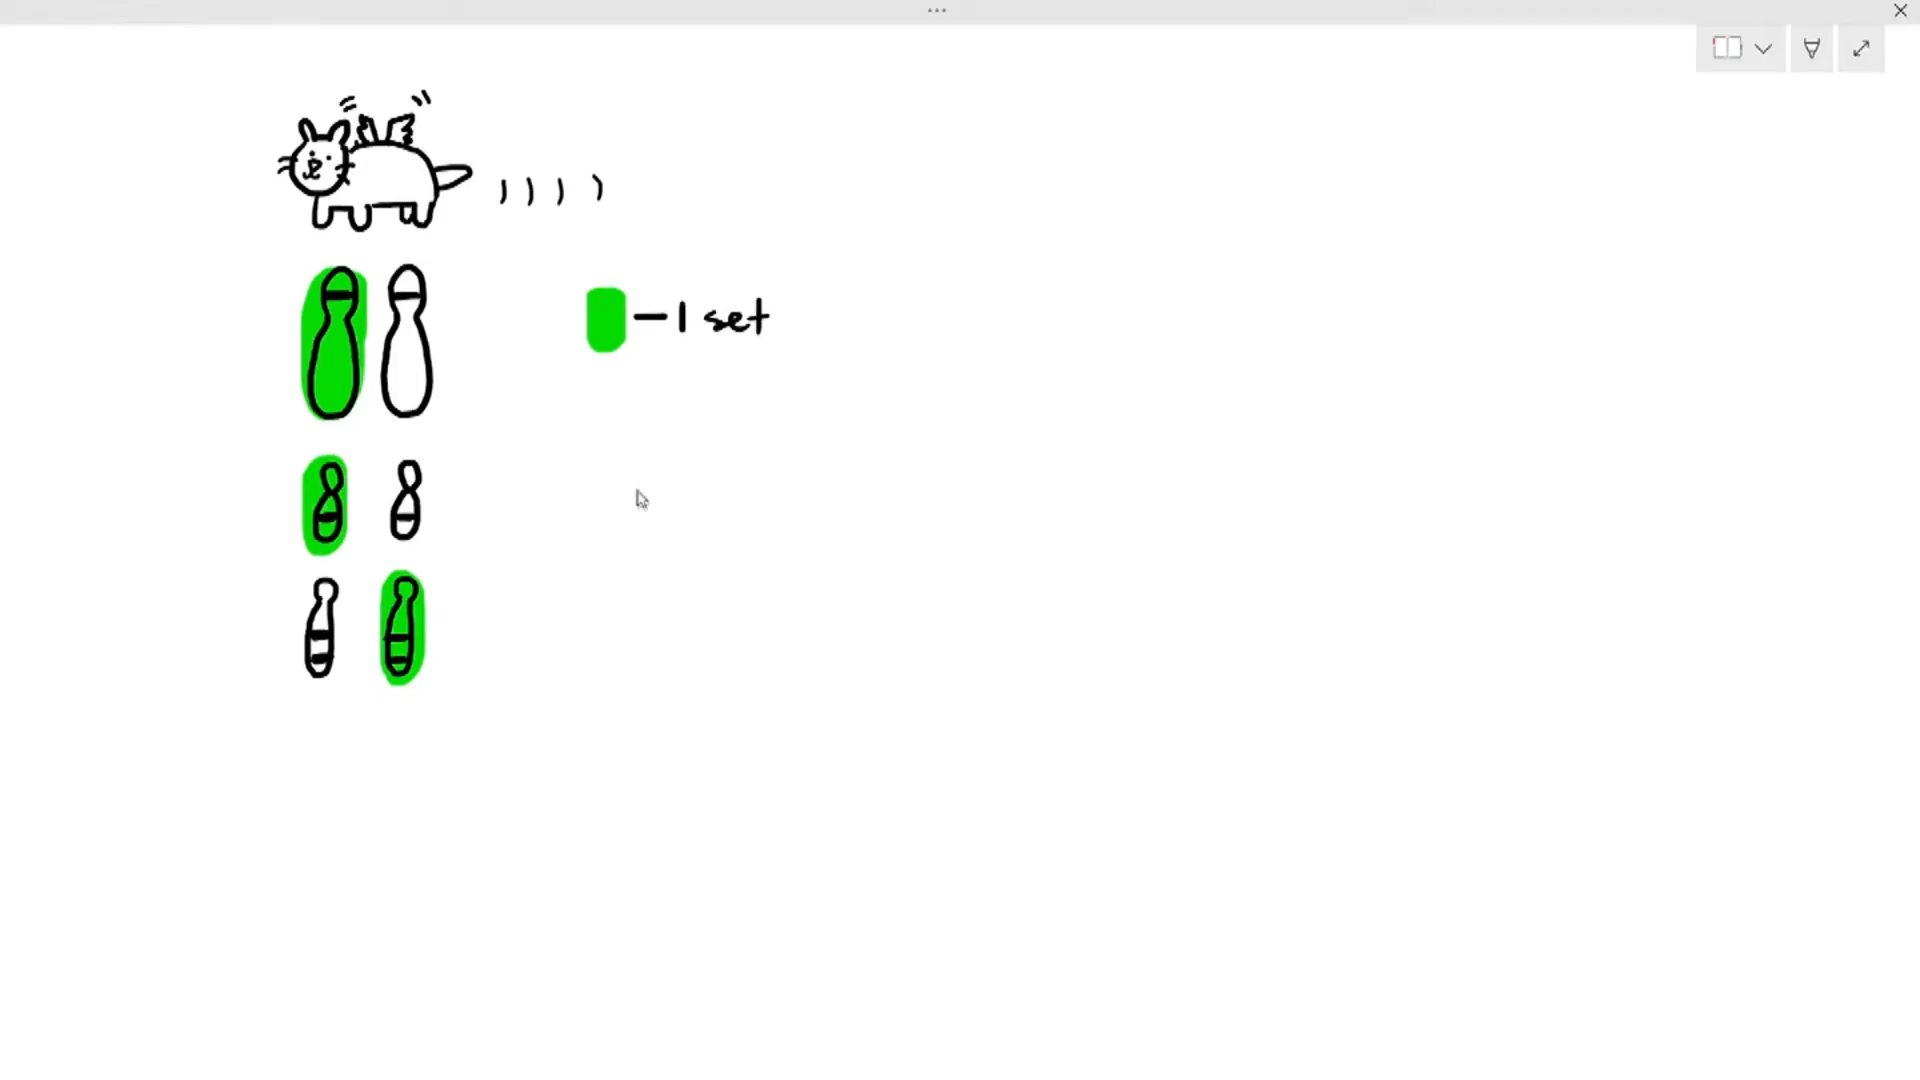 — 1 set